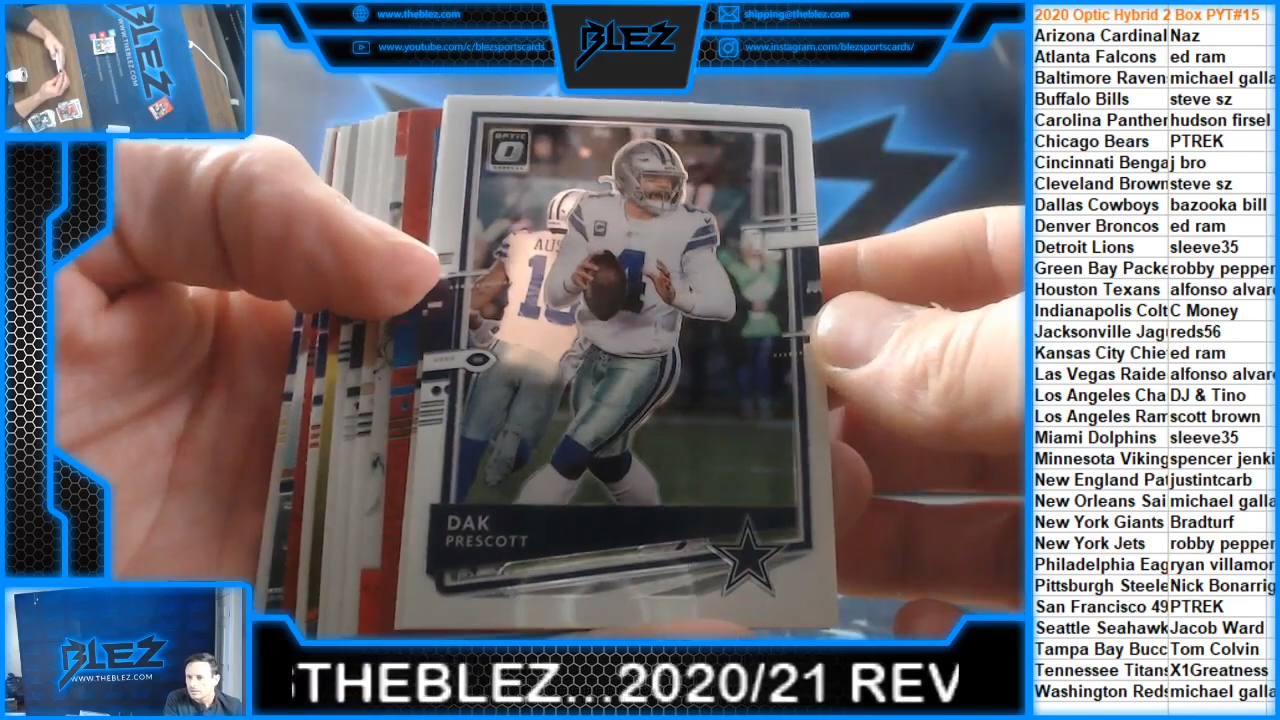 www.theblez.com
shipping@theblez.com
www.youtube.com/c/blezsportscards
www.instagram.com/blezsportscards/
BLEZ
2020 Optic Hybrid 2 Box PYT#15
Arizona Cardinal Naz
Atlanta Falcons ed ram
Baltimore Raven michael galla
Buffalo Bills steve sz
Carolina Panther hudson firsel
Chicago Bears PTREK
Cincinnati Benga j bro
Cleveland Brown steve sz
Dallas Cowboys bazooka bill
Denver Broncos ed ram
Detroit Lions sleeve35
Green Bay Packe robby pepper
Houston Texans alfonso alvar
Indianapolis Colt C Money
Jacksonville Jag reds56
Kansas City Chie ed ram
Las Vegas Raide alfonso alvar
Los Angeles Cha DJ & Tino
Los Angeles Ram scott brown
Miami Dolphins sleeve35
Minnesota Viking spencer jenki
New England Pat justintcarb
New Orleans Sai michael galla
New York Giants Bradturf
New York Jets robby pepper
Philadelphia Eag ryan villamor
Pittsburgh Steele Nick Bonarrig
San Francisco 49 PTREK
Seattle Seahawk Jacob Ward
Tampa Bay Bucc Tom Colvin
Tennessee Titans X1Greatness
Washington Reds michael galla
BLEZ
WWW.THEBLEZ.COM
OPTIC
AUS
DAK
PRESCOTT
BLEZ
WWW.THEBLEZ.COM
STHEBLEZ...2020/21 REV